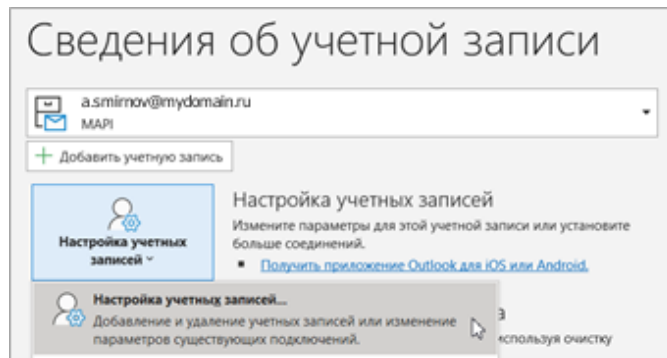 Сведения об учетной записи
a.smirnov@mydomain.ru
MAPI
Добавить учетную запись
Настройка учетных
записей
Настройка учетных записей
Измените параметры для этой учетной записи или установите
больше соединений.
Получить приложение Outlook для iOS или Android.
Настройка учетных записей...
Добавление и удаление учетных записей или изменение
параметров существующих подключений.
используя очистку